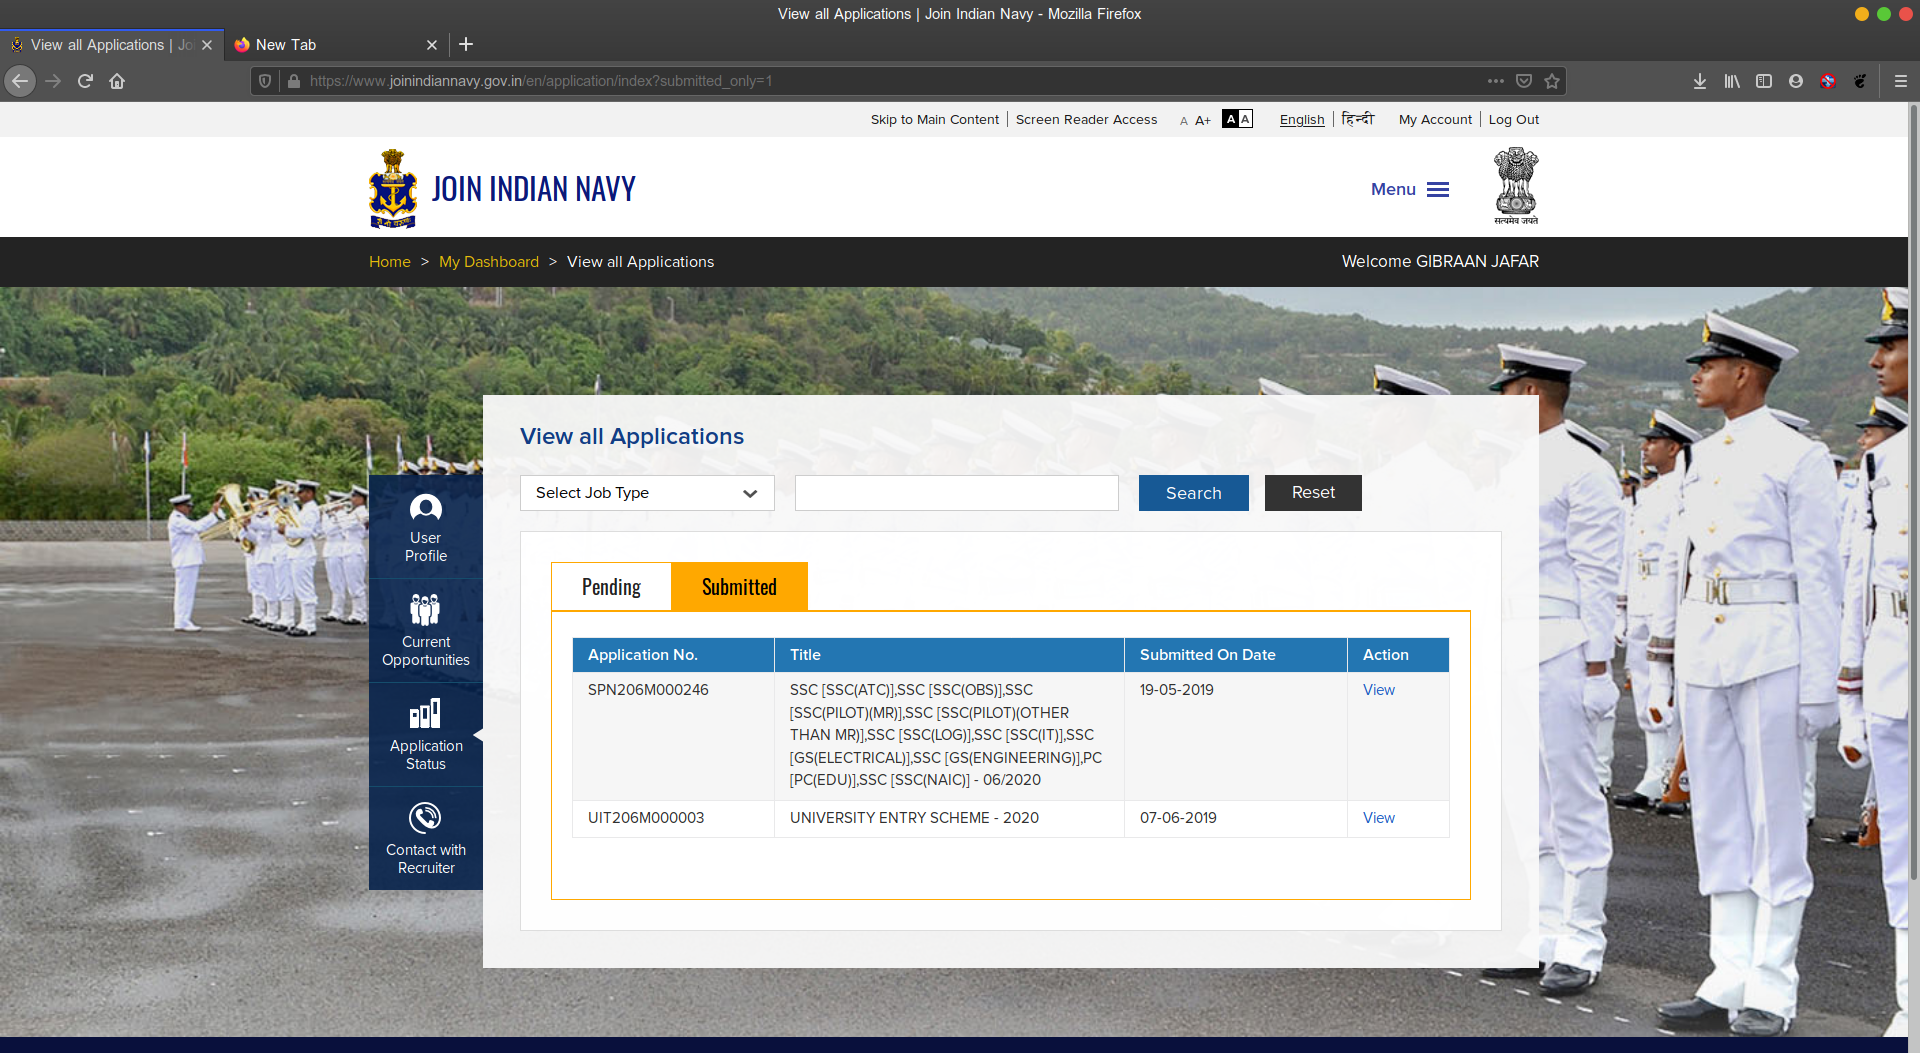 View all Applications | Join Indian Navy - Mozilla Firefox
View all Applications | Jo
New Tab
https://www.joinindiannavy.gov.in/en/application/index?submitted_only=1
Skip to Main Content
Screen Reader Access
A A+ A A
English
हिन्दी
My Account
Log Out
JOIN INDIAN NAVY
Menu
सत्यमेव जयते
Home > My Dashboard > View all Applications
Welcome GIBRAAN JAFAR
View all Applications
Select Job Type
Search
Reset
User
Profile
Current
Opportunities
Application
Status
Contact with
Recruiter
Pending
Submitted
Application No.
Title
Submitted On Date
Action
SPN206M000246
SSC [SSC(ATC)],SSC [SSC(OBS)],SSC
[SSC(PILOT)(MR)],SSC [SSC(PILOT)(OTHER
THAN MR)],SSC [SSC(LOG)],SSC [SSC(IT)],SSC
[GS(ELECTRICAL)],SSC [GS(ENGINEERING)],PC
[PC(EDU)],SSC [SSC(NAIC)] - 06/2020
19-05-2019
View
UIT206M000003
UNIVERSITY ENTRY SCHEME - 2020
07-06-2019
View